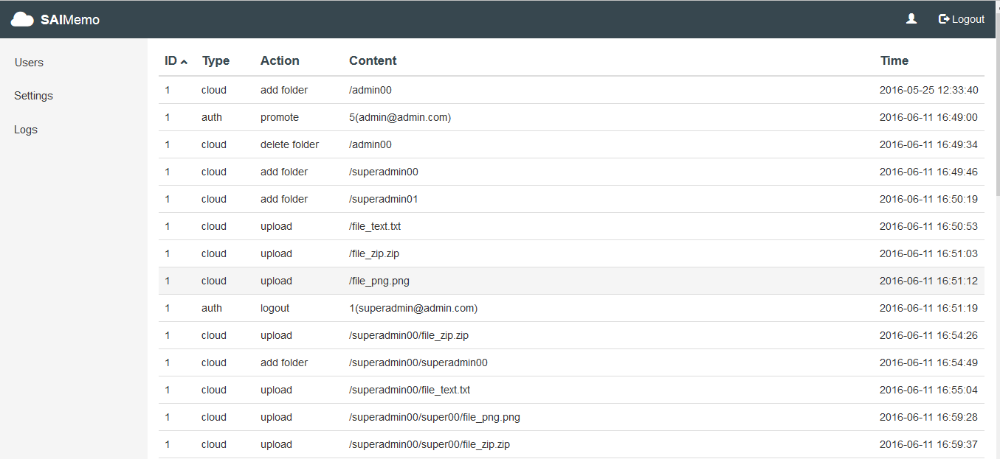 SAIMemo Logout
Users
Settings
Logs
ID Type Action Content Time
1 cloud add folder /admin00 2016-05-25 12:33:40
1 auth promote 5(admin@admin.com) 2016-06-11 16:49:00
1 cloud delete folder /admin00 2016-06-11 16:49:34
1 cloud add folder /superadmin00 2016-06-11 16:49:46
1 cloud add folder /superadmin01 2016-06-11 16:50:19
1 cloud upload /file_text.txt 2016-06-11 16:50:53
1 cloud upload /file_zip.zip 2016-06-11 16:51:03
1 cloud upload /file_png.png 2016-06-11 16:51:12
1 auth logout 1(superadmin@admin.com) 2016-06-11 16:51:19
1 cloud upload /superadmin00/file_zip.zip 2016-06-11 16:54:26
1 cloud add folder /superadmin00/superadmin00 2016-06-11 16:54:49
1 cloud upload /superadmin00/file_text.txt 2016-06-11 16:55:04
1 cloud upload /superadmin00/super00/file_png.png 2016-06-11 16:59:28
1 cloud upload /superadmin00/super00/file_zip.zip 2016-06-11 16:59:37